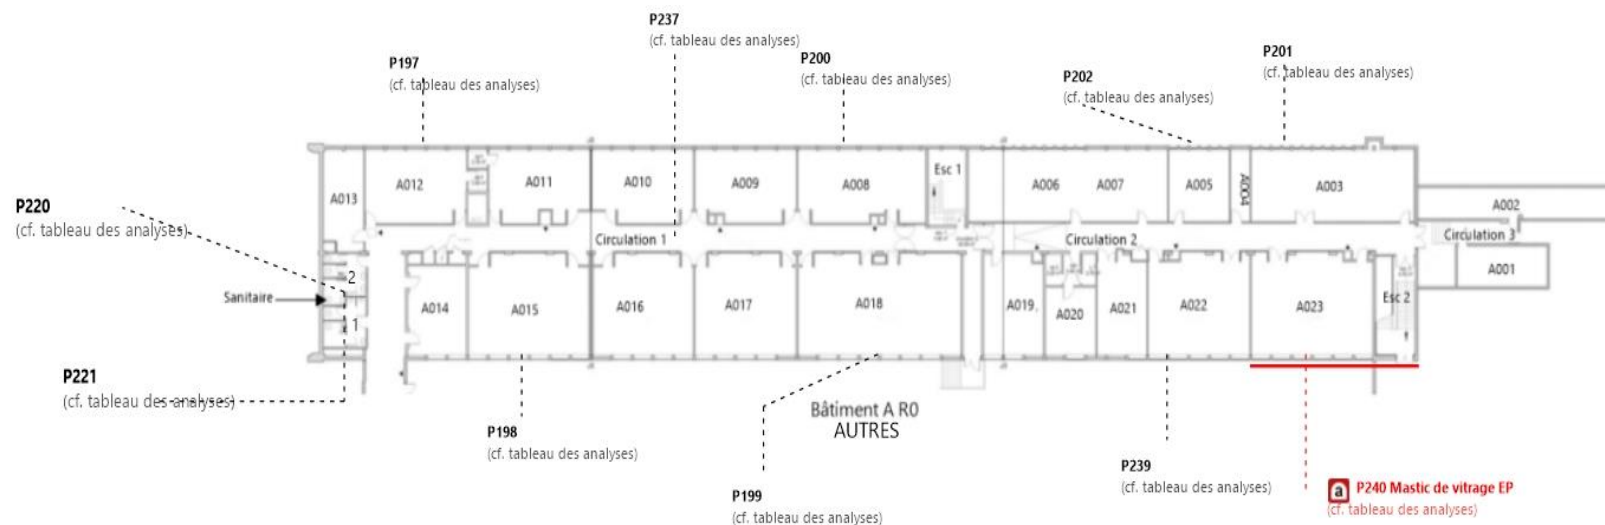 P237
(cf. tableau des analyses)
P197
(cf. tableau des analyses)
P200
(cf. tableau des analyses)
P202
(cf. tableau des analyses)
P201
(cf. tableau des analyses)
A013
A012
A011
A010
A009
A008
Esc 1
A006
A007
A005
A004
A003
A002
P220
(cf. tableau des analyses)
Circulation 1
Circulation 2
Circulation 3
A001
2
Sanitaire
1
A014
A015
A016
A017
A018
A019
A020
A021
A022
A023
Esc 2
P221
(cf. tableau des analyses)
Bâtiment A R0
AUTRES
P198
(cf. tableau des analyses)
P199
(cf. tableau des analyses)
P239
(cf. tableau des analyses)
a P240 Mastic de vitrage EP
(cf. tableau des analyses)